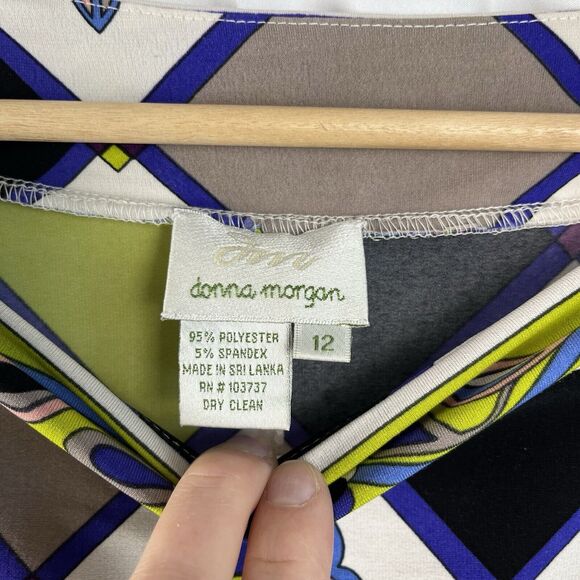 dm
donna morgan
95% POLYESTER
5% SPANDEX
MADE IN SRI LANKA
RN # 103737
DRY CLEAN
12